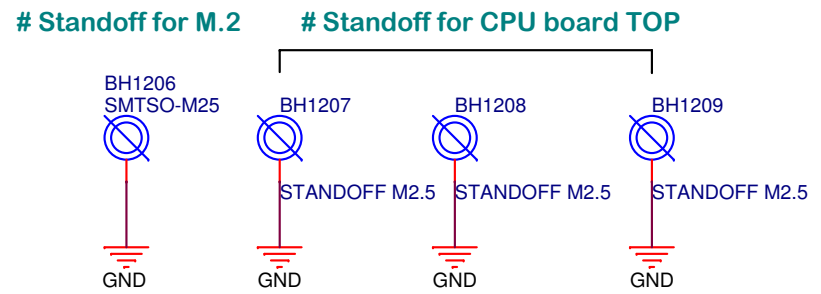 # Standoff for M.2
# Standoff for CPU board TOP
BH1206
SMTSO-M25
BH1207
BH1208
BH1209
STANDOFF M2.5
STANDOFF M2.5
STANDOFF M2.5
GND
GND
GND
GND